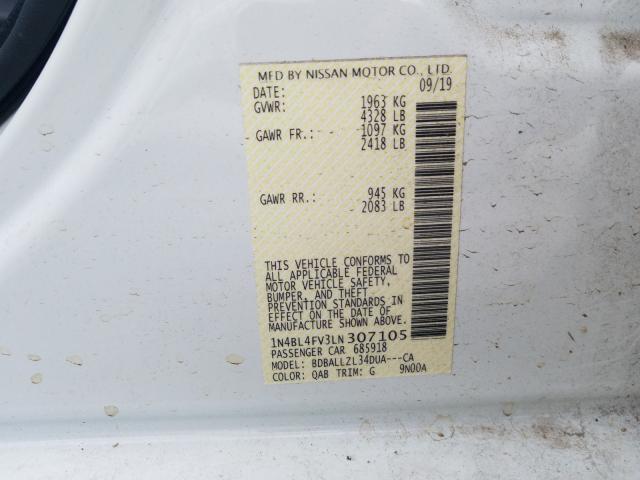 MFD BY NISSAN MOTOR CO., LTD.
DATE: 09/19
GVWR: 1963 KG
4328 LB
GAWR FR.: 1097 KG
2418 LB
GAWR RR.: 945 KG
2083 LB
THIS VEHICLE CONFORMS TO
ALL APPLICABLE FEDERAL
MOTOR VEHICLE SAFETY,
BUMPER, AND THEFT
PREVENTION STANDARDS IN
EFFECT ON THE DATE OF
MANUFACTURE SHOWN ABOVE.
1N4BL4FV3LN307105
PASSENGER CAR 685918
MODEL: BDBALLZL34DUA---CA
COLOR: QAB TRIM: G 9N00A